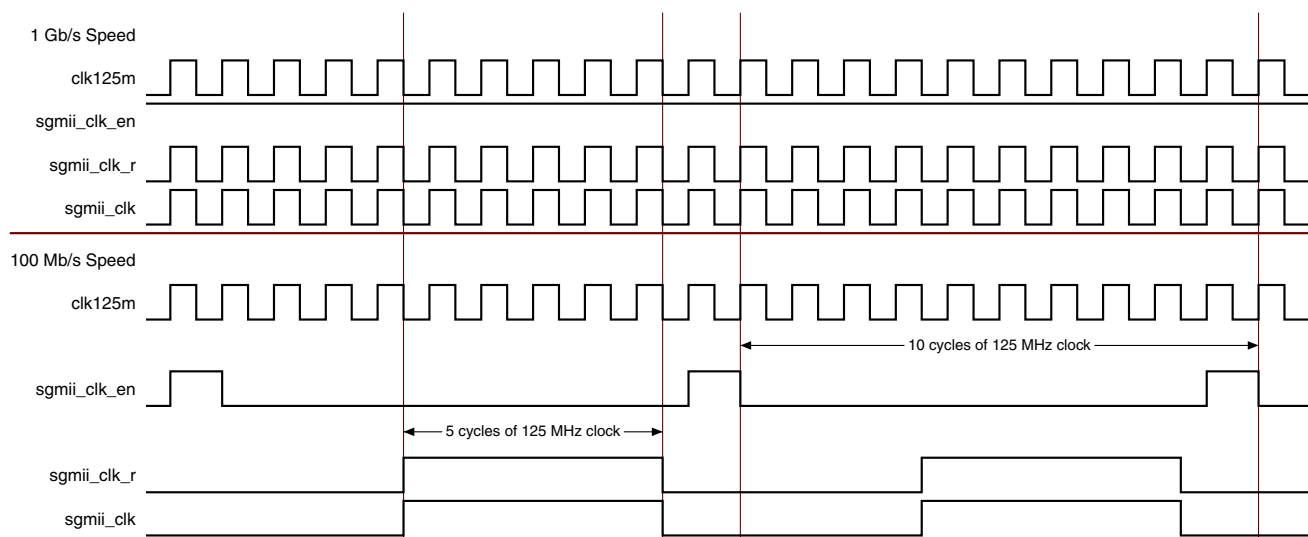 1 Gb/s Speed
clk125m
sgmii_clk_en
sgmii_clk_r
sgmii_clk
100 Mb/s Speed
clk125m
10 cycles of 125 MHz clock
sgmii_clk_en
5 cycles of 125 MHz clock
sgmii_clk_r
sgmii_clk